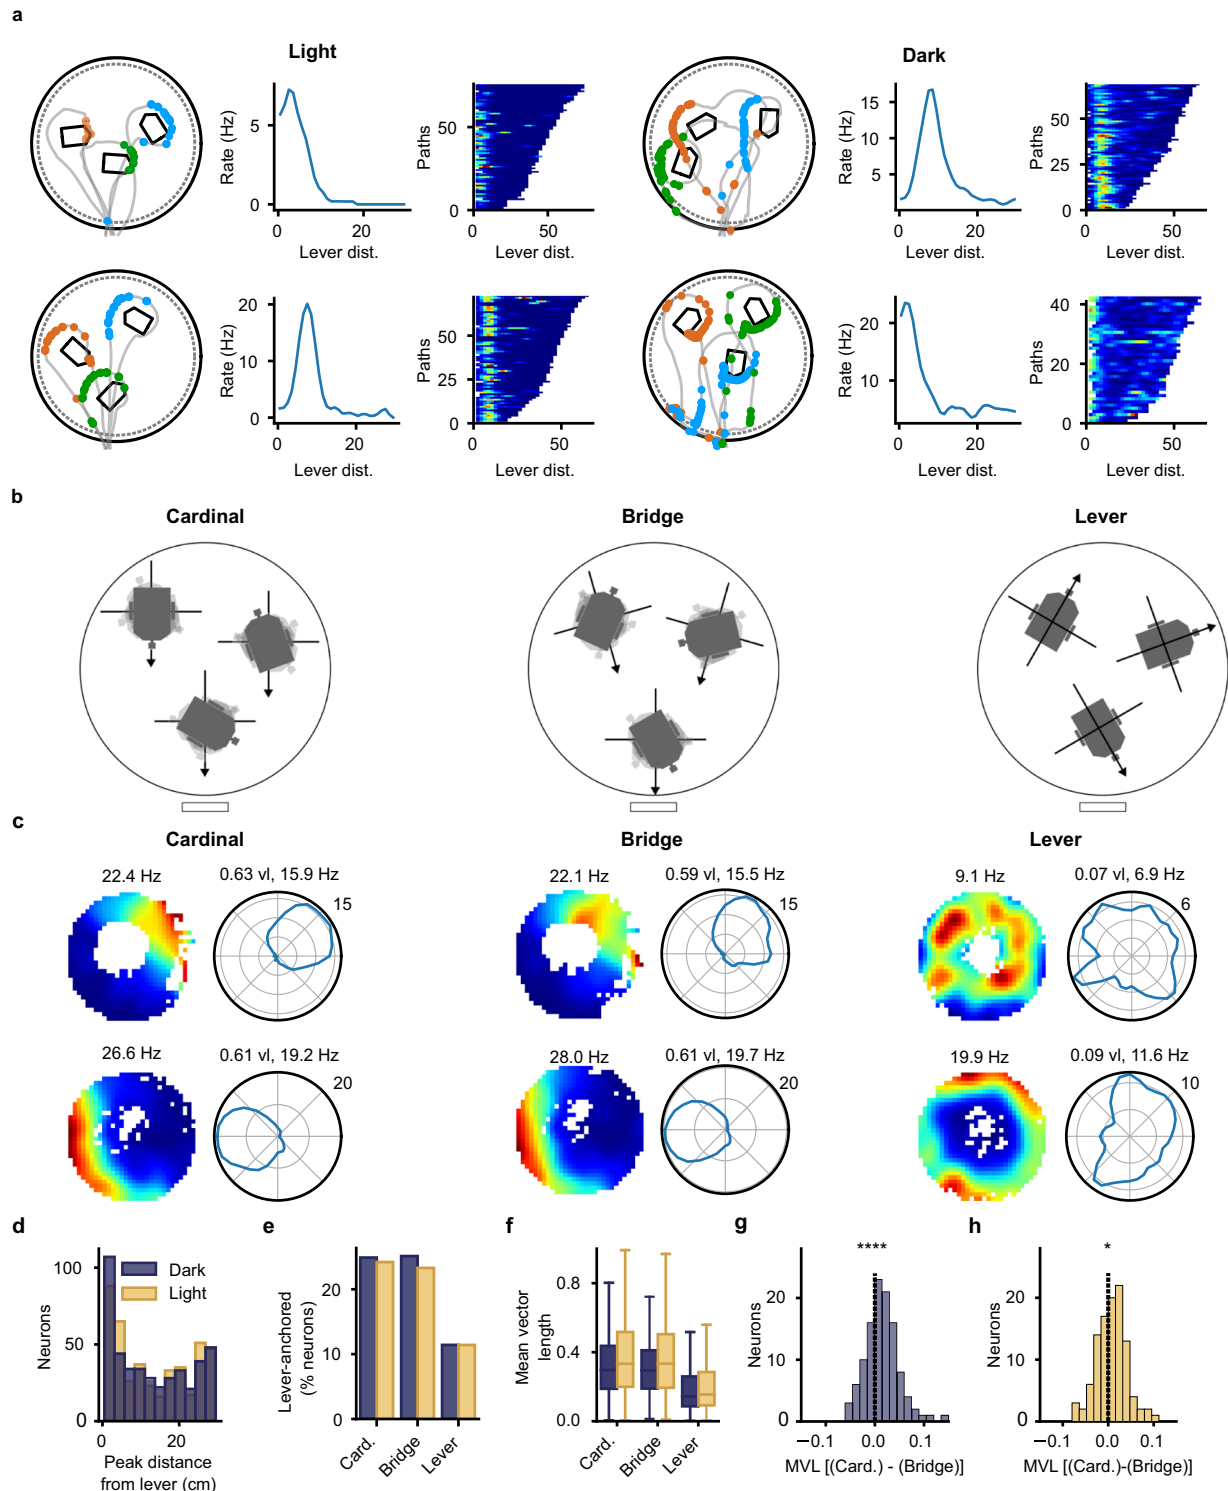 a
Light
Dark
Rate (Hz)
5
0
0
20
Lever dist.
Paths
50
0
50
Lever dist.
Rate (Hz)
15
10
5
0
20
Lever dist.
Paths
50
25
0
0
50
Lever dist.
Rate (Hz)
20
10
0
0
20
Lever dist.
Paths
50
25
0
0
50
Lever dist.
Rate (Hz)
20
10
0
20
Lever dist.
Paths
40
20
0
0
50
Lever dist.
b
Cardinal
Bridge
Lever
c
Cardinal
Bridge
Lever
22.4 Hz
0.63 vl, 15.9 Hz
15
22.1 Hz
0.59 vl, 15.5 Hz
15
9.1 Hz
0.07 vl, 6.9 Hz
6
26.6 Hz
0.61 vl, 19.2 Hz
20
28.0 Hz
0.61 vl, 19.7 Hz
20
19.9 Hz
0.09 vl, 11.6 Hz
10
d
Neurons
100
50
0
Dark
Light
0
20
Peak distance
from lever (cm)
e
Lever-anchored
(% neurons)
20
10
0
Card.
Bridge
Lever
f
Mean vector
length
0.8
0.4
0.0
Card.
Bridge
Lever
g
****
Neurons
20
10
0
−0.1
0.0
0.1
MVL [(Card.) - (Bridge)]
h
*
Neurons
20
10
0
−0.1
0.0
0.1
MVL [(Card.)-(Bridge)]